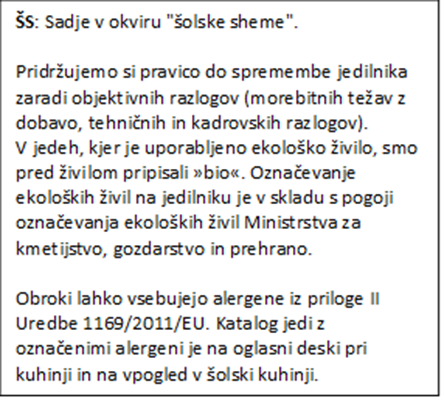 ŠS: Sadje v okviru "šolske sheme".
Pridržujemo si pravico do spremembe jedilnika
zaradi objektivnih razlogov (morebitnih težav z
dobavo, tehničnih in kadrovskih razlogov).
V jedeh, kjer je uporabljeno ekološko živilo, smo
pred živilom pripisali »bio«. Označevanje
ekoloških živil na jedilniku je v skladu s pogoji
označevanja ekoloških živil Ministrstva za
kmetijstvo, gozdarstvo in prehrano.
Obroki lahko vsebujejo alergene iz priloge II
Uredbe 1169/2011/EU. Katalog jedi z
označenimi alergeni je na oglasni deski pri
kuhinji in na vpogled v šolski kuhinji.